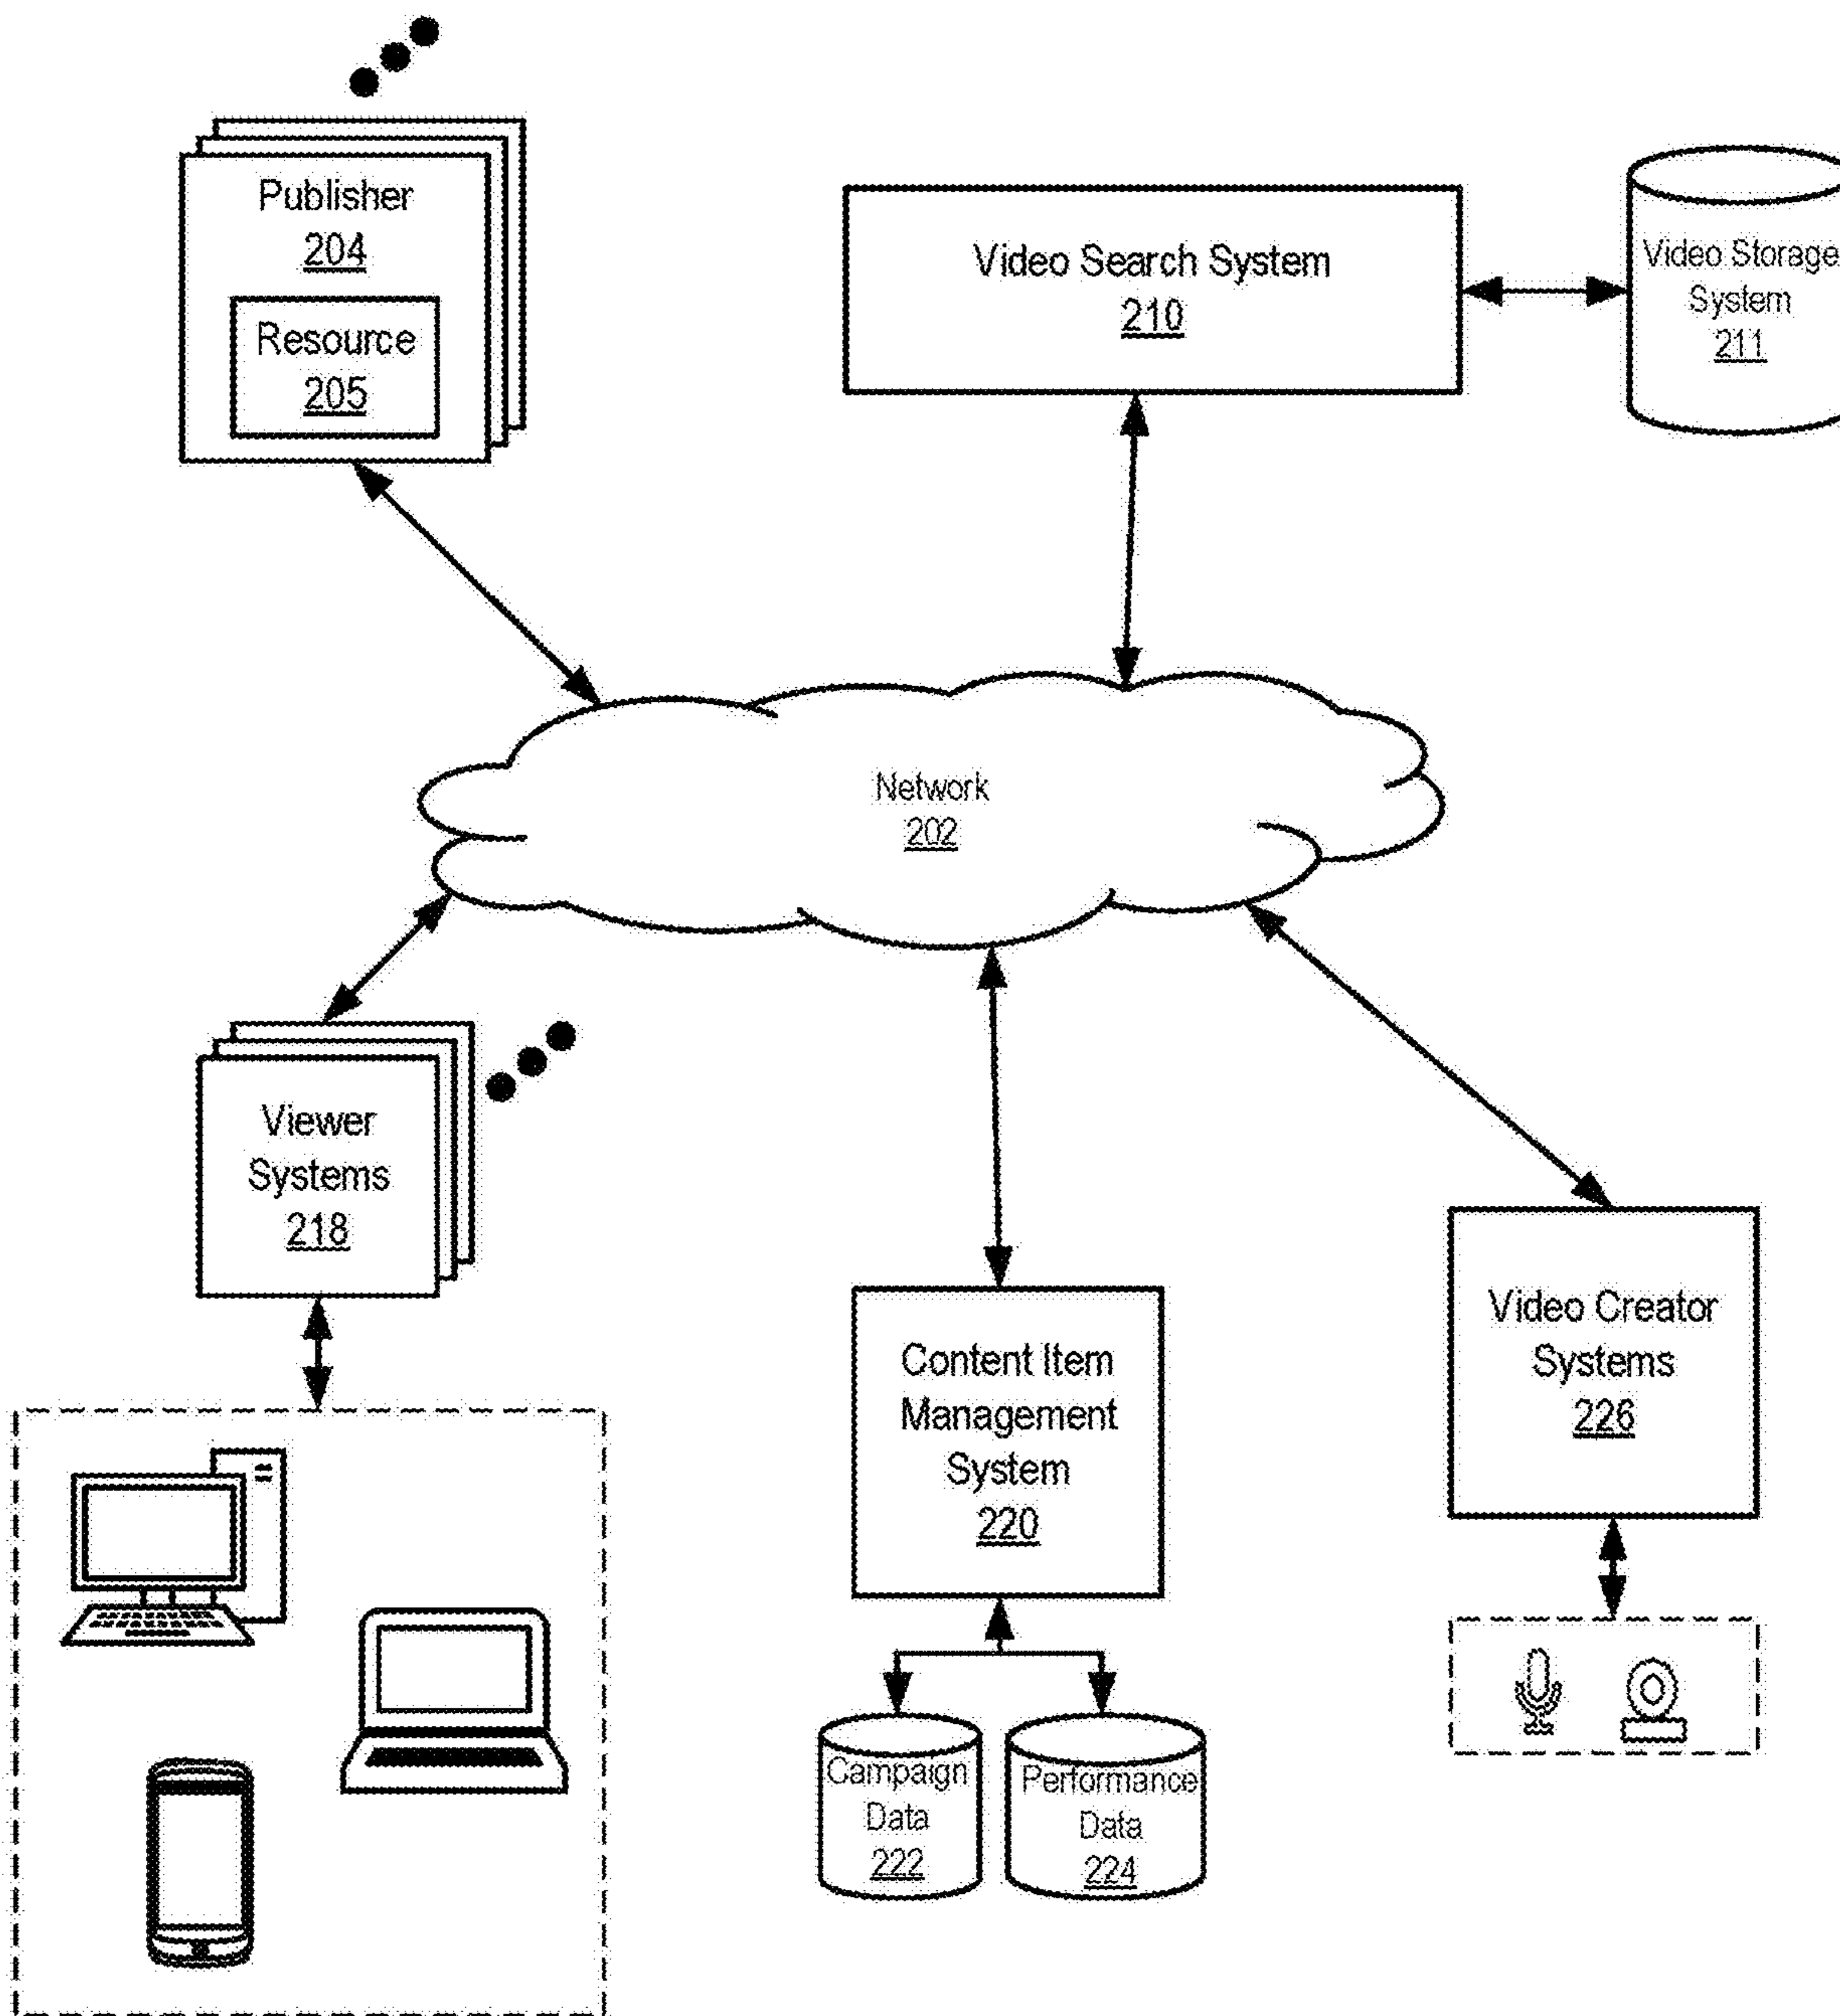 Publisher
204
Resource
205
Video Search System
210
Video Storage
System
211
Network
202
Viewer
Systems
218
Content Item
Management
System
220
Video Creator
Systems
226
Campaign
Data
222
Performance
Data
224